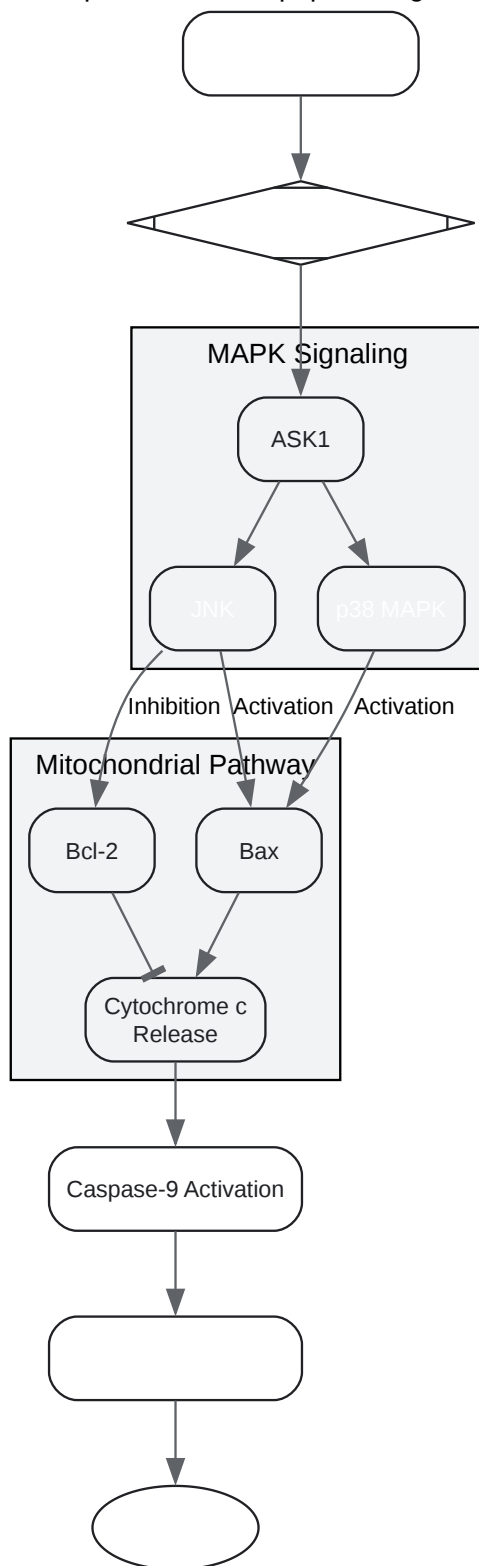 MAPK Signaling
ASK1
JNK
p38 MAPK
Inhibition
Activation
Activation
Mitochondrial Pathway
Bcl-2
Bax
Cytochrome c
Release
Caspase-9 Activation